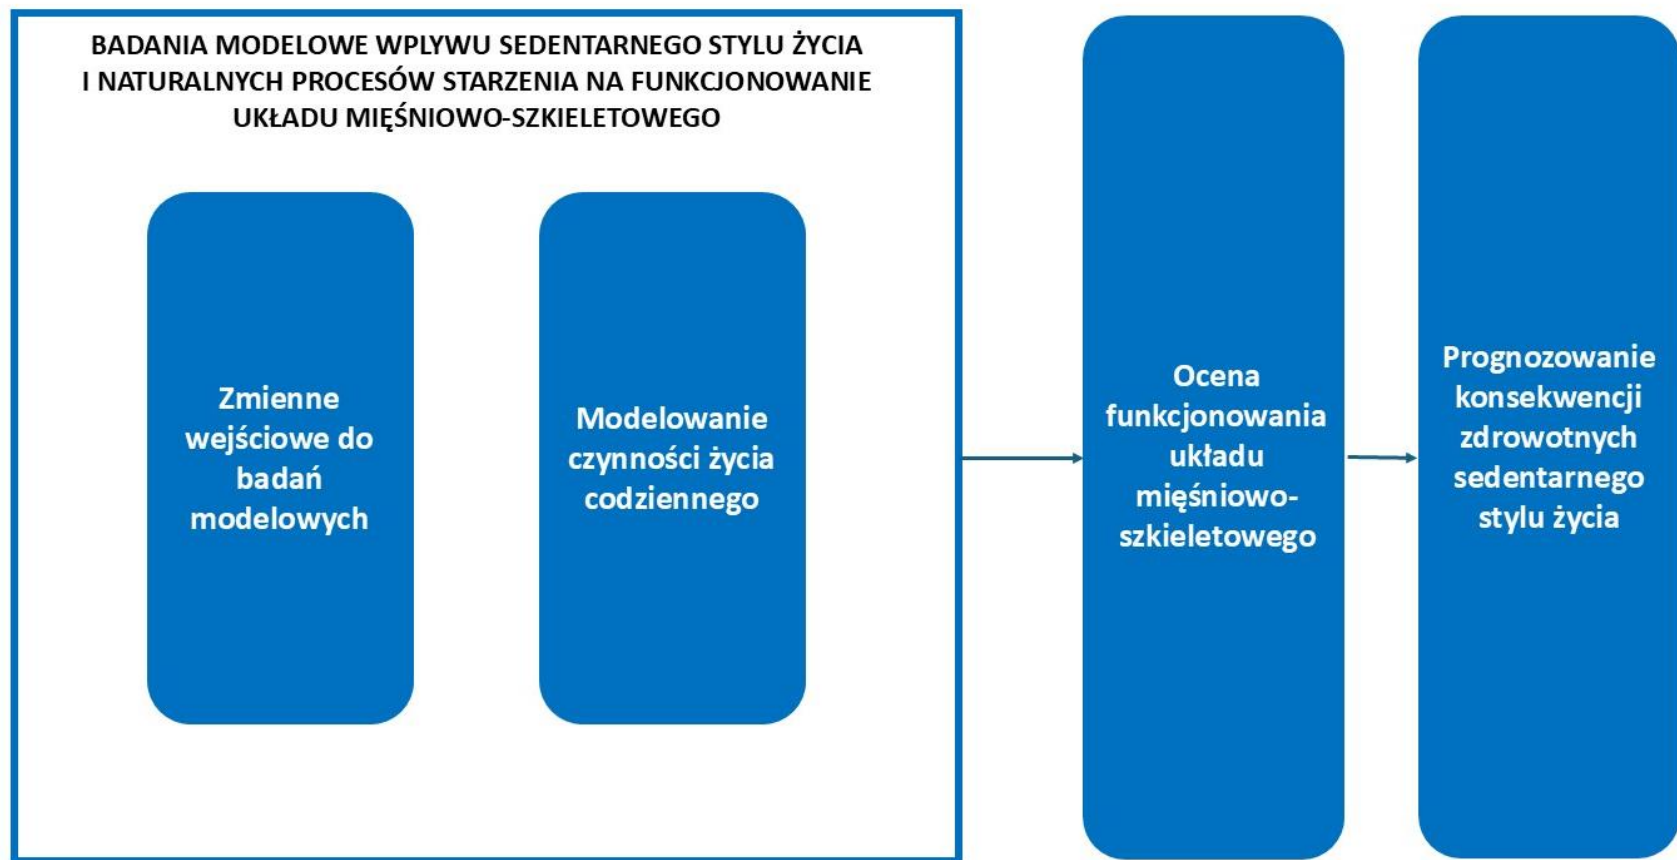 BADANIA MODELOWE WPLYWU SEDENTARNEGO STYLU ŻYCIA
I NATURALNYCH PROCESÓW STARZENIA NA FUNKCJONOWANIE
UKŁADU MIĘŚNIOWO-SZKIELETOWEGO
Zmienne
wejściowe do
badań
modelowych
Modelowanie
czynności życia
codziennego
Ocena
funkcjonowania
układu
mięśniowo-
szkieletowego
Prognozowanie
konsekwencji
zdrowotnych
sedentarnego
stylu życia